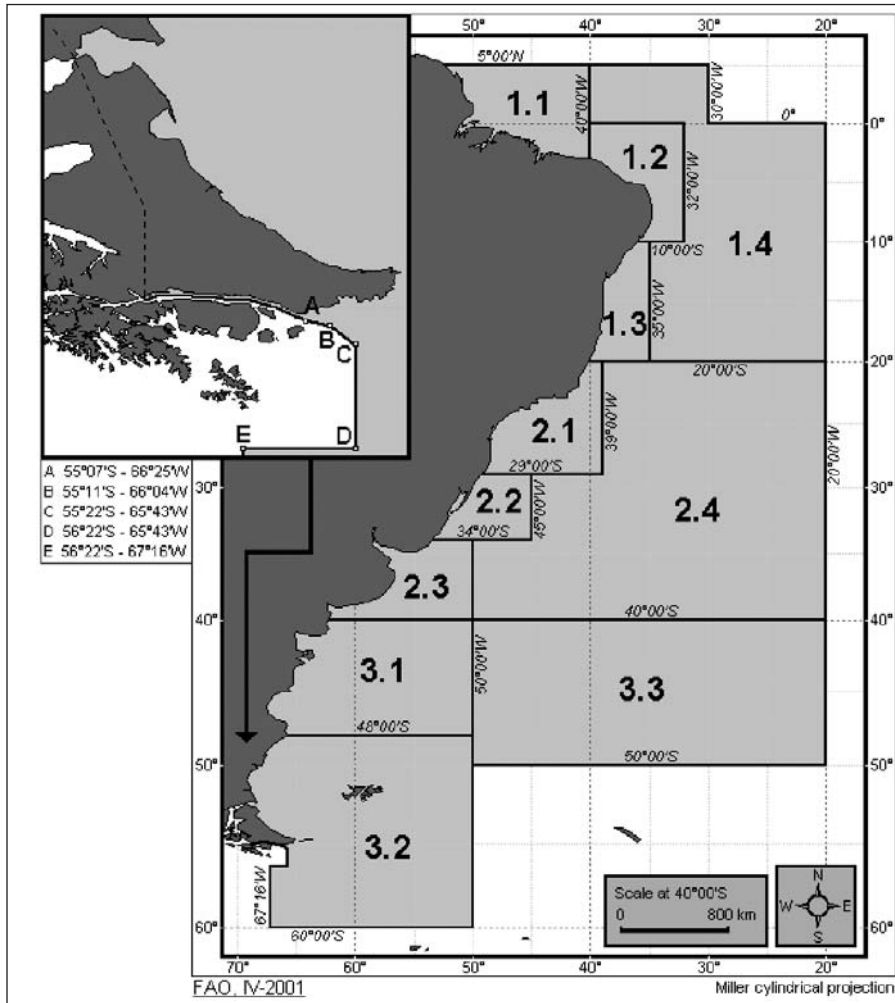 50° 40° 30° 20°
5°00'N
1.1
40°00'W
30°00'W
0°
0°
1.2
32°00'W
10°00'S
10°
1.4
1.3
35°00'W
20°00'S
20°
A
B
C
D
E
A 55°07'S - 66°25'W
B 55°11'S - 66°04'W
C 55°22'S - 65°43'W
D 56°22'S - 65°43'W
E 56°22'S - 67°16'W
2.1
39°00'W
29°00'S
20°00'W
30°
30°
2.2
45°00'W
34°00'S
2.4
2.3
40°00'S
40°
40°
3.1
50°00'W
3.3
48°00'S
50°00'S
50°
50°
3.2
67°16'W
60°00'S
60°
60°
Scale at 40°00'S
0 800 km
N
W E
S
70° 60° 50° 40° 30° 20°
FAO, IV-2001
Miller cylindrical projection